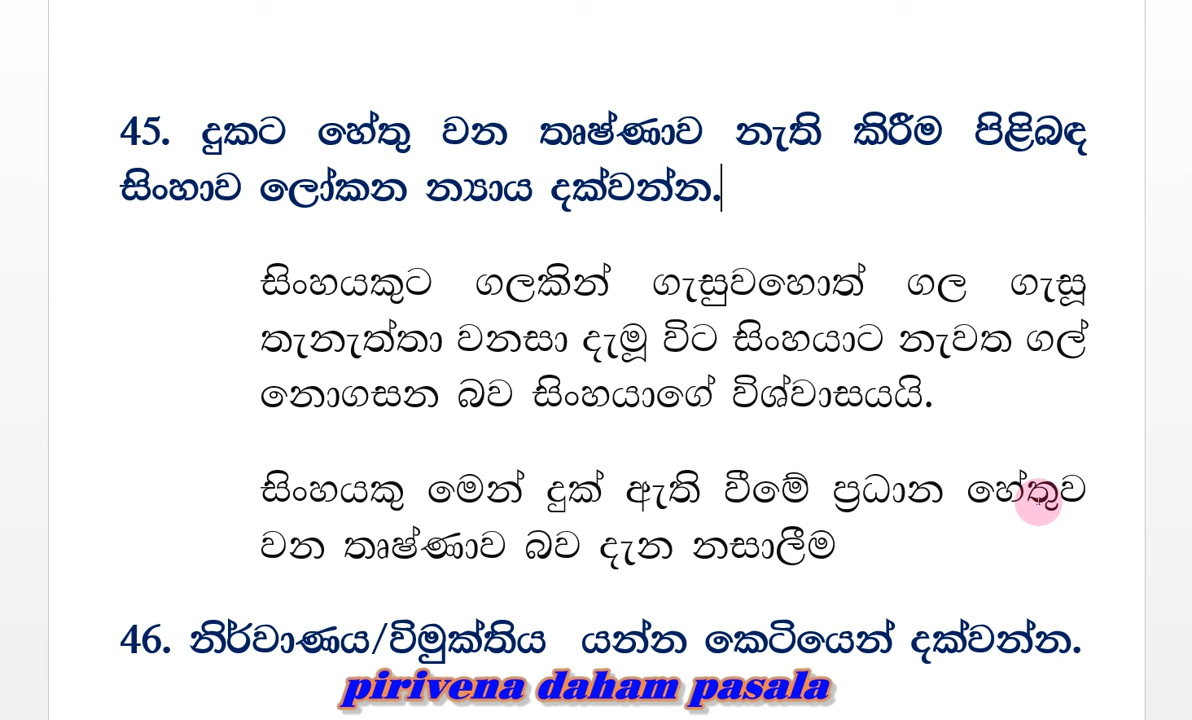 45. දුකට හේතු වන තෘෂ්ණාව නැති කිරීම පිළිබඳ
සිංහාව ලෝකන න්‍යාය දක්වන්න.
සිංහයකුට ගලකින් ගැසුවහොත් ගල ගැසූ
තැනැත්තා වනසා දැමූ විට සිංහයාට නැවත ගල්
නොගසන බව සිංහයාගේ විශ්වාසයයි.
සිංහයකු මෙන් දුක් ඇති වීමේ ප්‍රධාන හේතුව
වන තෘෂ්ණාව බව දැන නසාලීම
46. නිර්වාණය/විමුක්තිය යන්න කෙටියෙන් දක්වන්න.
pirivena daham pasala